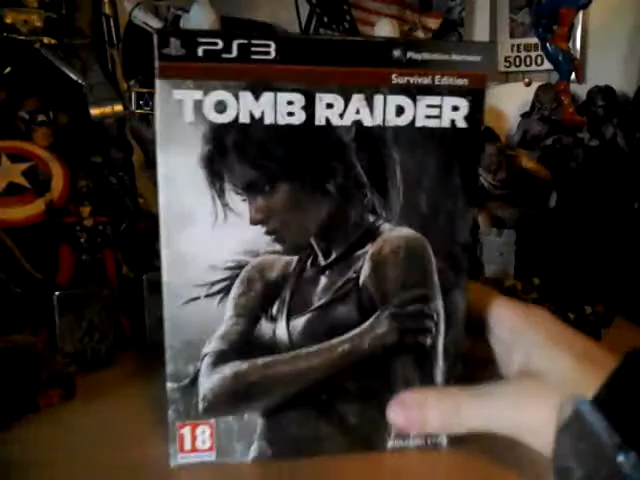 PS3
PlayStation Network
Survival Edition
TOMB RAIDER
18
5000